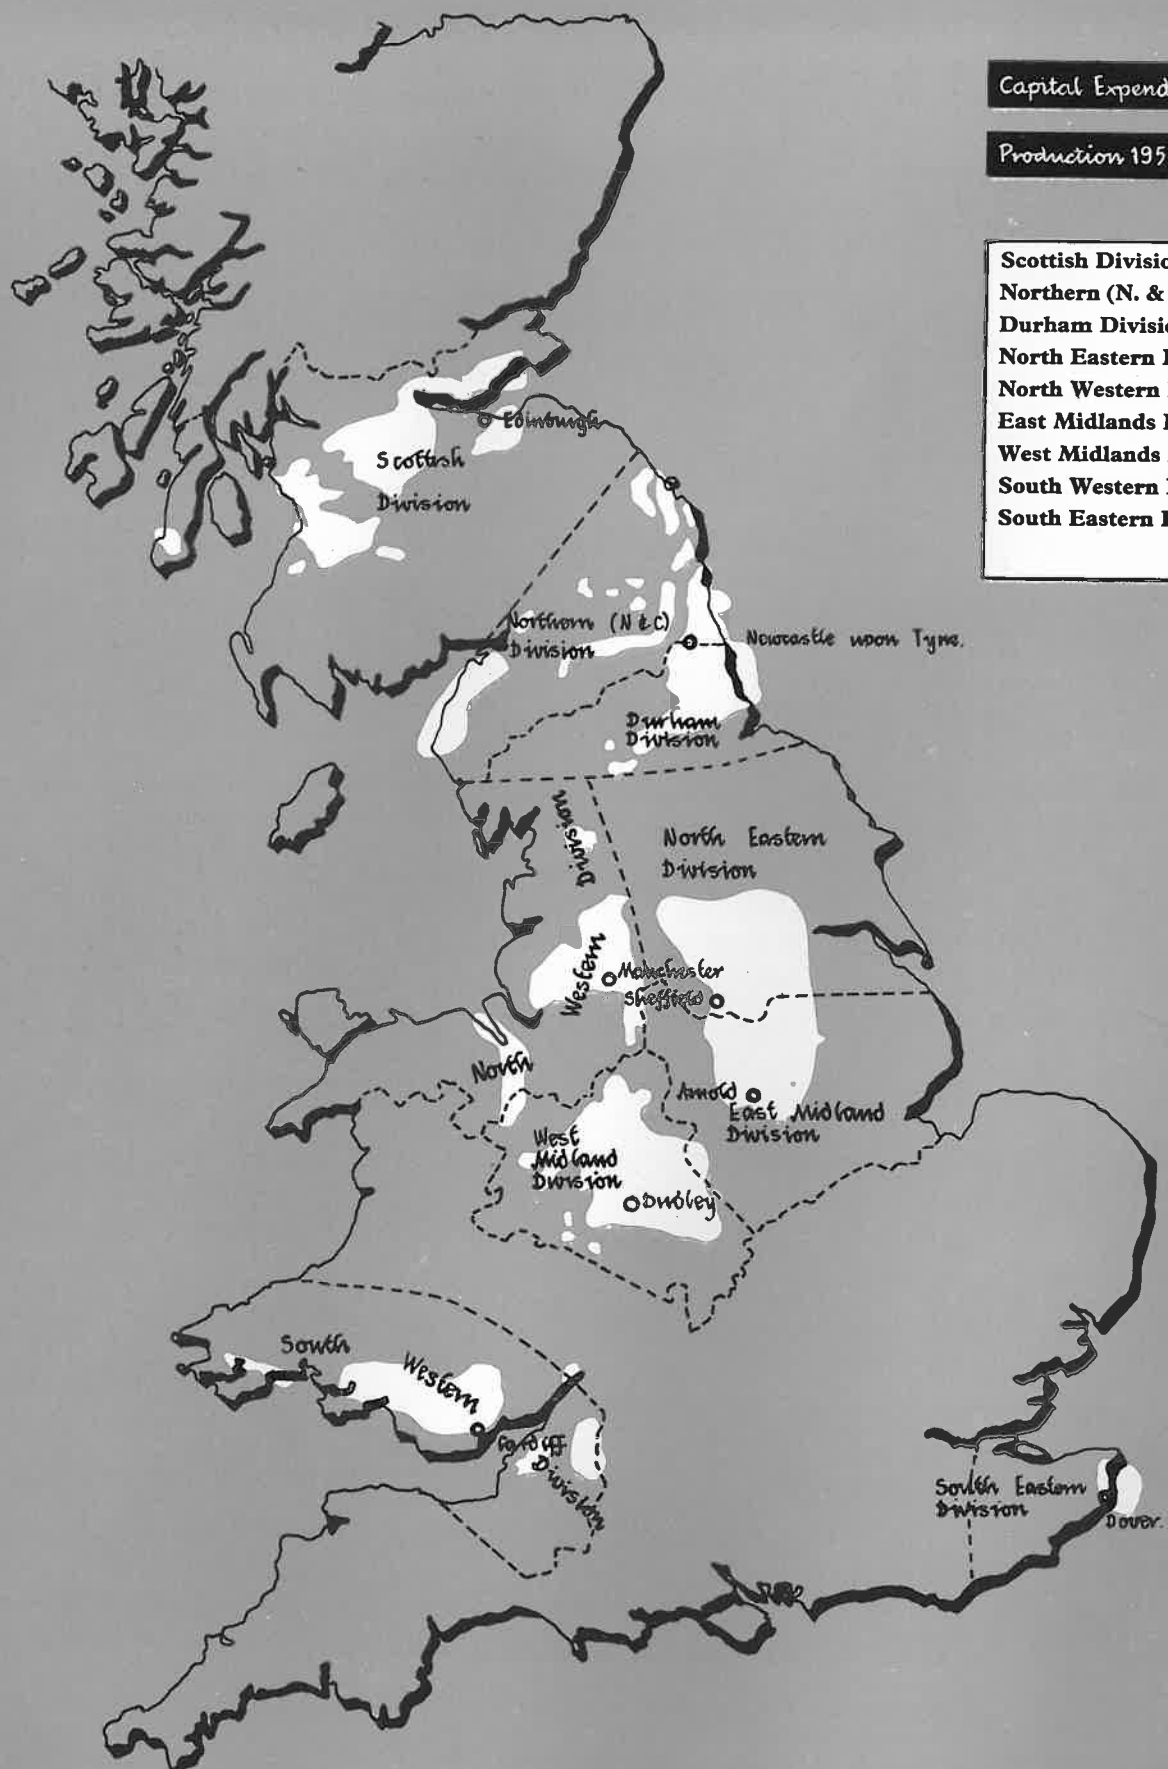 Capital Expend
Production 195
Scottish Divisio
Northern (N. &
Durham Divisio
North Eastern
North Western
East Midlands
West Midlands
South Western
South Eastern
Edinburgh
Scottish
Division
Northern (N & C)
Division
Newcastle upon Tyne.
Durham
Division
North Eastern
Division
North
Western
Division
Manchester
Sheffield
Arnold
East Midland
Division
West
Midland
Division
Dudley
South
Western
Cardiff
Division
South Eastern
Division
Dover.